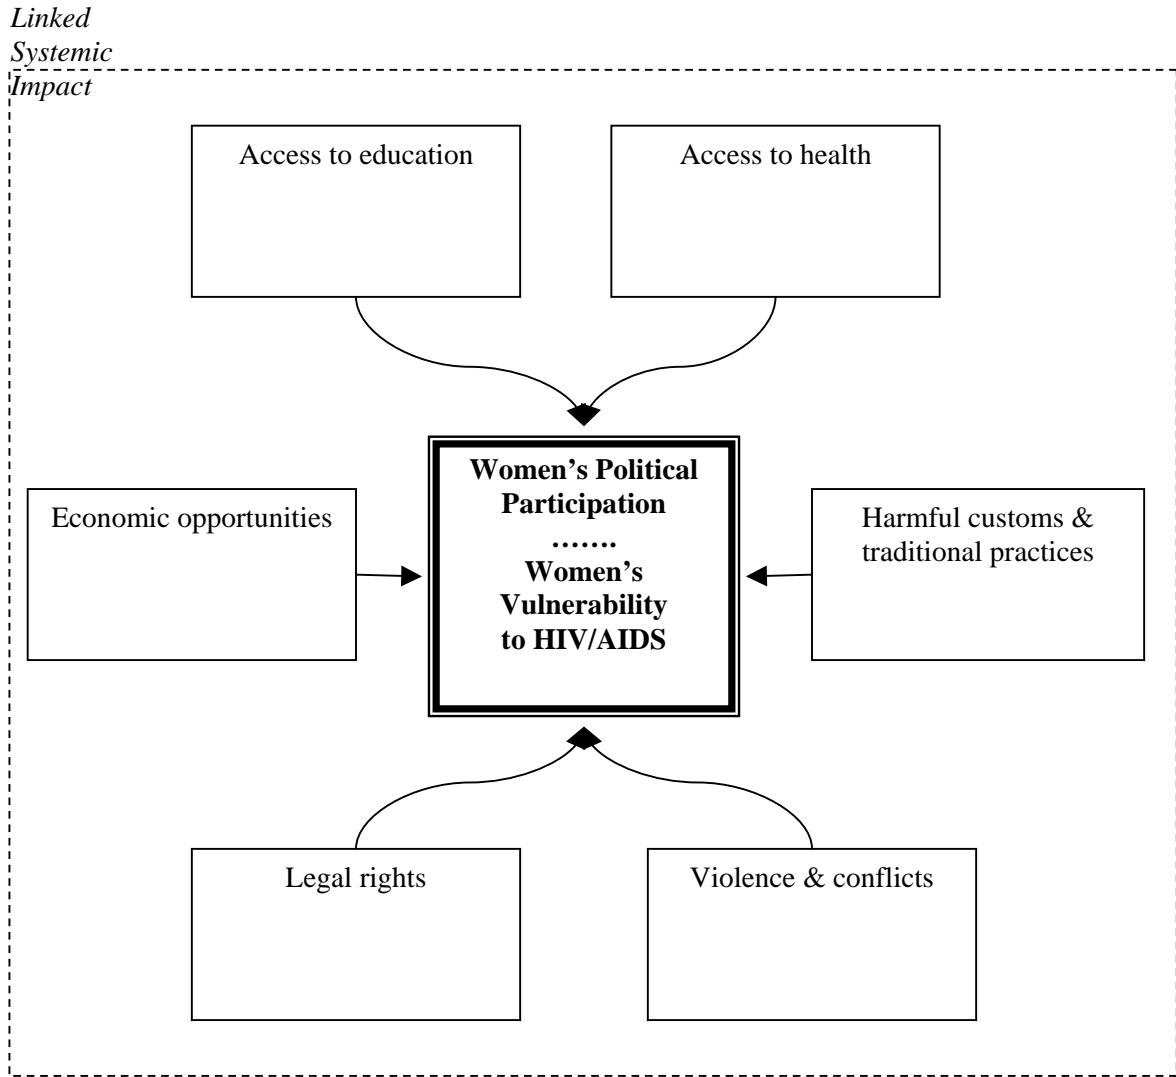 Linked
Systemic
Impact
Access to education
Access to health
Women’s Political
Participation
…….
Women’s
Vulnerability
to HIV/AIDS
Economic opportunities
Harmful customs &
traditional practices
Legal rights
Violence & conflicts